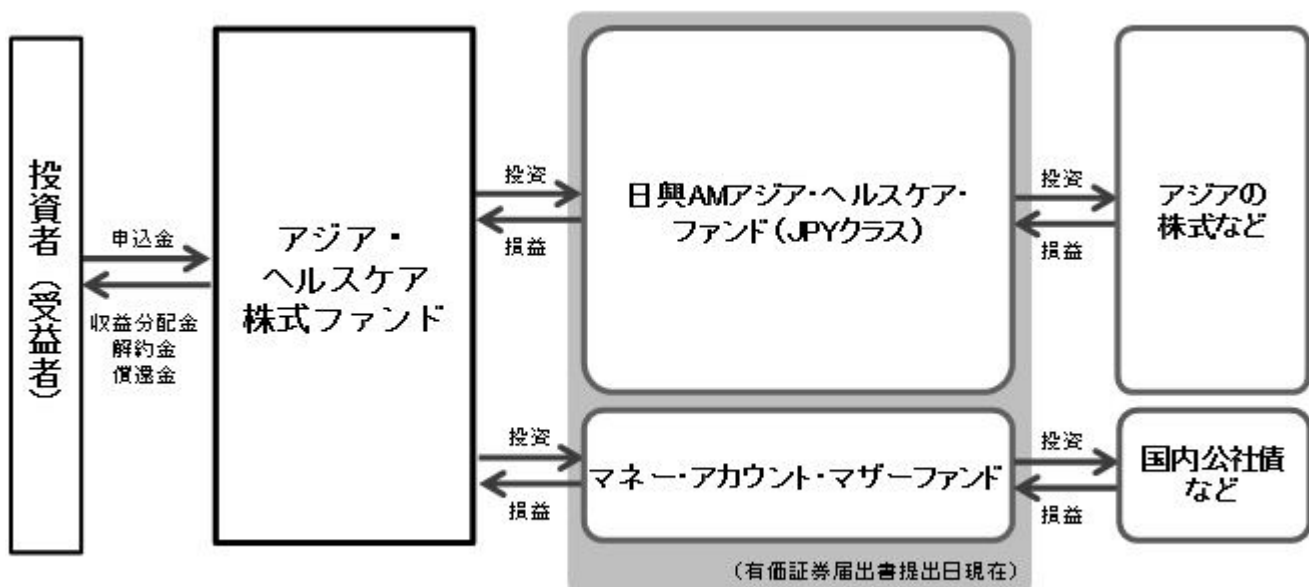 投資者（受益者）
申込金
収益分配金
解約金
償還金
アジア・
ヘルスケア
株式ファンド
投資
損益
日興AMアジア・ヘルスケア・
ファンド（JPYクラス）
投資
損益
アジアの
株式など
投資
損益
マネー・アカウント・マザーファンド
投資
損益
国内公社債
など
（有価証券届出書提出日現在）